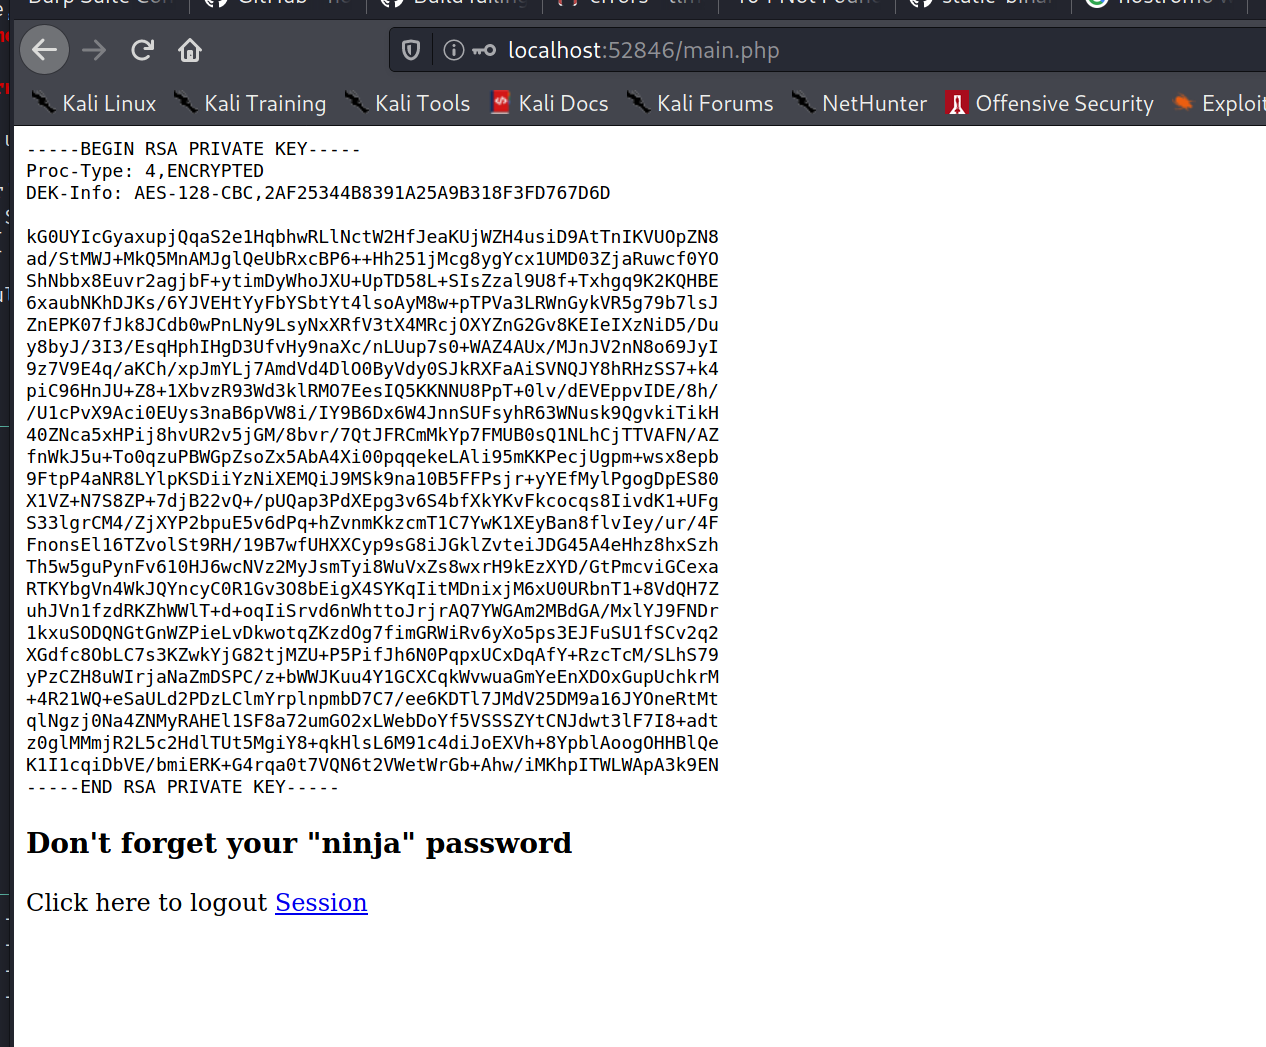 localhost:52846/main.php
Kali Linux Kali Training Kali Tools Kali Docs Kali Forums NetHunter Offensive Security
-----BEGIN RSA PRIVATE KEY-----
Proc-Type: 4,ENCRYPTED
DEK-Info: AES-128-CBC,2AF25344B8391A25A9B318F3FD767D6D
kG0UYIcGyaxupjQqaS2e1HqbhwRLlNctW2HfJeaKUjWZH4usiD9AtTnIKVUOpZN8
ad/StMWJ+MkQ5MnAMJglQeUbRxcBP6++Hh251jMcg8ygYcx1UMD03ZjaRuwcf0YO
ShNbbx8Euvr2agjbF+ytimDyWhoJXU+UpTD58L+SIsZzal9U8f+Txhgq9K2KQHBE
6xaubNKhDJKs/6YJVEHtYyFbYSbtYt4lsoAyM8w+pTPVa3LRWnGykVR5g79b7lsJ
ZnEPK07fJk8JCdb0wPnLNy9LsyNxXRfV3tX4MRcjOXYZnG2Gv8KEIeIXzNiD5/Du
y8byJ/3I3/EsqHphIHgD3UfvHy9naXc/nLUup7s0+WAZ4AUx/MJnJV2nN8o69JyI
9z7V9E4q/aKCh/xpJmYLj7AmdVd4DlO0ByVdy0SJkRXFaAiSVNQJY8hRHzSS7+k4
piC96HnJU+Z8+1XbvzR93Wd3klRMO7EesIQ5KKNNU8PpT+0lv/dEVEppvIDE/8h/
/U1cPvX9Aci0EUys3naB6pVW8i/IY9B6Dx6W4JnnSUFsyhR63WNusk9QgvkiTikH
40ZNca5xHPij8hvUR2v5jGM/8bvr/7QtJFRCmMkYp7FMUB0sQ1NLhCjTTVAFN/AZ
fnWkJ5u+To0qzuPBWGpZsoZx5AbA4Xi00pqqekeLAli95mKKPecjUgpm+wsx8epb
9FtpP4aNR8LYlpKSDiiYzNiXEMQiJ9MSk9na10B5FFPsjr+yYEfMylPgogDpES80
X1VZ+N7S8ZP+7djB22vQ+/pUQap3PdXEpg3v6S4bfXkYKvFkcocqs8IivdK1+UFg
S33lgrCM4/ZjXYP2bpuE5v6dPq+hZvnmKkzcmT1C7YwK1XEyBan8flvIey/ur/4F
FnonsEl16TZvolSt9RH/19B7wfUHXXCyp9sG8iJGklZvteiJDG45A4eHhz8hxSzh
Th5w5guPynFv610HJ6wcNVz2MyJsmTyi8WuVxZs8wxrH9kEzXYD/GtPmcviGCexa
RTKYbgVn4WkJQYncyC0R1Gv3O8bEigX4SYKqIitMDnixjM6xU0URbnT1+8VdQH7Z
uhJVn1fzdRKZhWWlT+d+oqIiSrvd6nWhttoJrjrAQ7YWGAm2MBdGA/MxlYJ9FNDr
1kxuSODQNGtGnWZPieLvDkwotqZKzdOg7fimGRWiRv6yXo5ps3EJFuSU1fSCv2q2
XGdfc8ObLC7s3KZwkYjG82tjMZU+P5PifJh6N0PqpxUCxDqAfY+RzcTcM/SLhS79
yPzCZH8uWIrjaNaZmDSPC/z+bWWJKuu4Y1GCXCqkWvwuaGmYeEnXDOxGupUchkrM
+4R21WQ+eSaULd2PDzLClmYrplnpmbD7C7/ee6KDTl7JMdV25DM9a16JYOneRtMt
qlNgzj0Na4ZNMyRAHEl1SF8a72umGO2xLWebDoYf5VSSSZYtCNJdwt3lF7I8+adt
z0glMMmjR2L5c2HdlTUt5MgiY8+qkHlsL6M91c4diJoEXVh+8YpblAoogOHHBlQe
K1I1cqiDbVE/bmiERK+G4rqa0t7VQN6t2VWetWrGb+Ahw/iMKhpITWLWApA3k9EN
-----END RSA PRIVATE KEY-----
Don't forget your "ninja" password
Click here to logout Session